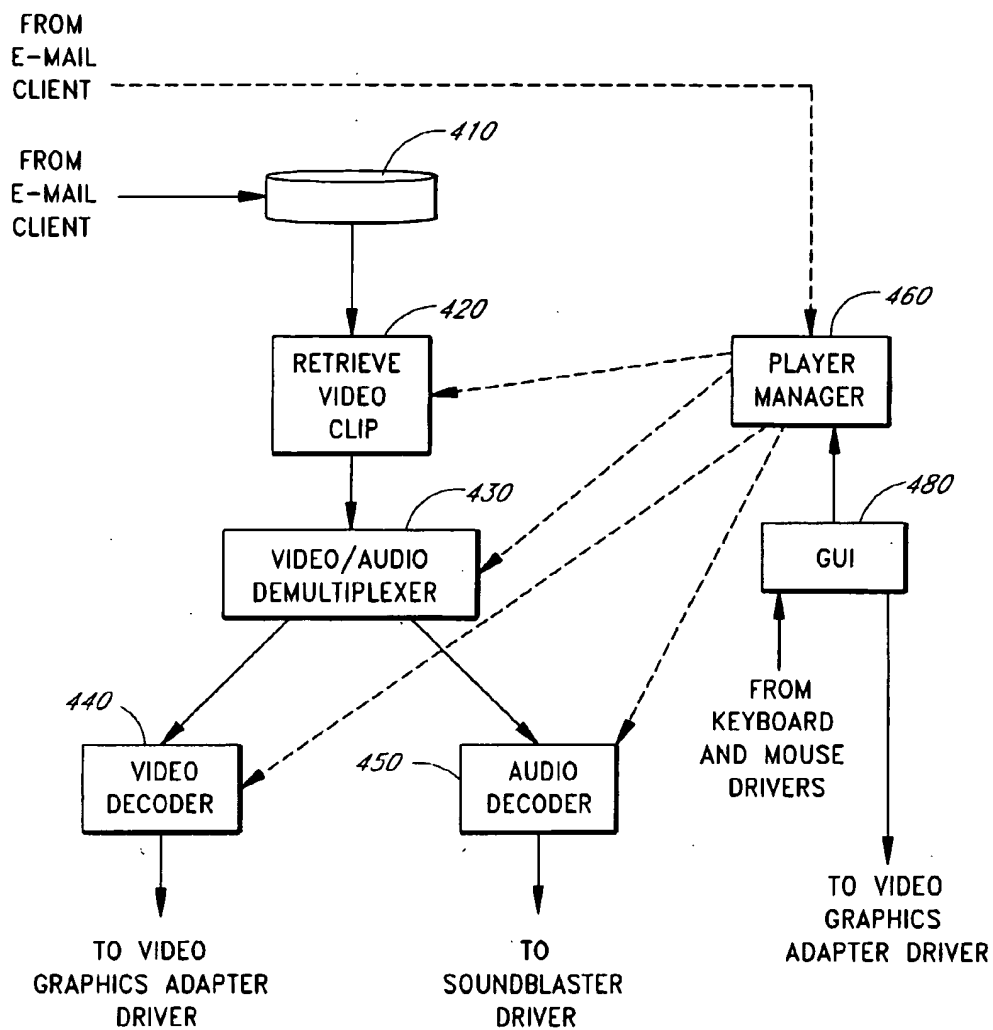 FROM
E-MAIL
CLIENT
FROM
E-MAIL
CLIENT
410
420
RETRIEVE
VIDEO
CLIP
460
PLAYER
MANAGER
430
VIDEO/AUDIO
DEMULTIPLEXER
480
GUI
FROM
KEYBOARD
AND MOUSE
DRIVERS
440
VIDEO
DECODER
450
AUDIO
DECODER
TO VIDEO
GRAPHICS ADAPTER
DRIVER
TO
SOUNDBLASTER
DRIVER
TO VIDEO
GRAPHICS
ADAPTER DRIVER